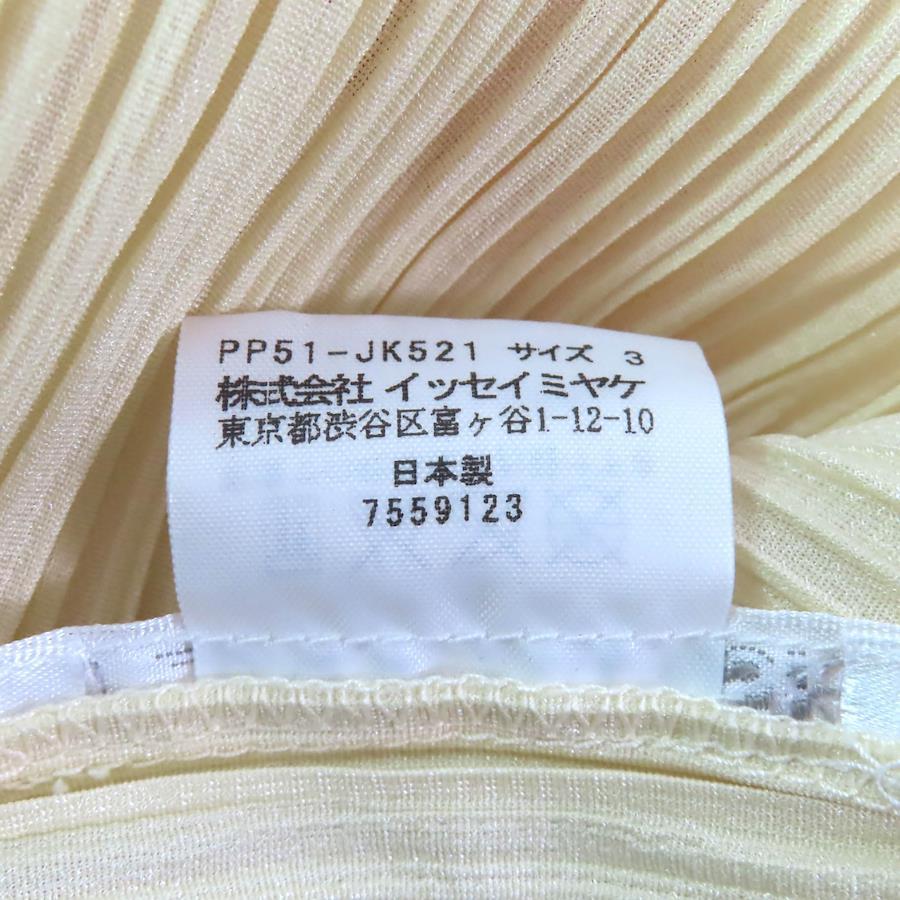 PP51-JK521 サイズ 3
株式会社 イッセイミヤケ
東京都渋谷区富ヶ谷1-12-10
日本製
7559123